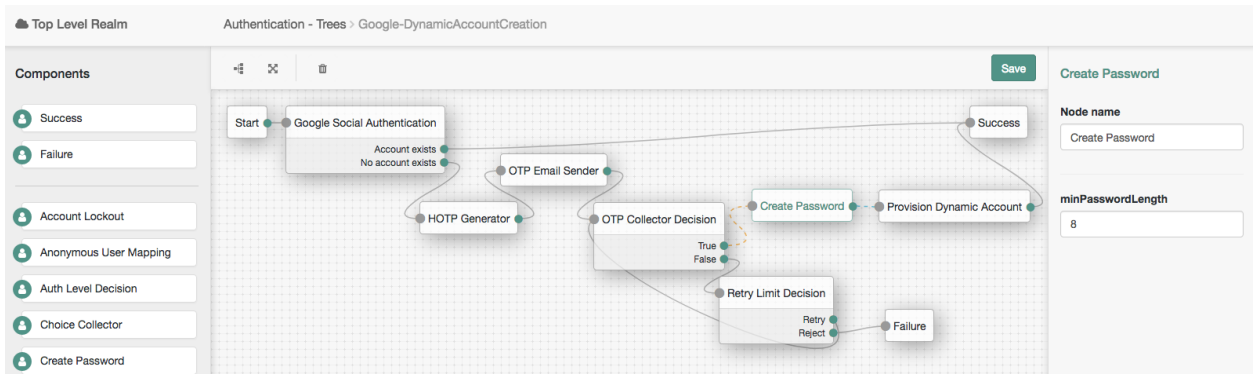 Top Level Realm
Authentication - Trees > Google-DynamicAccountCreation
Components
Success
Failure
Account Lockout
Anonymous User Mapping
Auth Level Decision
Choice Collector
Create Password
Save
Start
Google Social Authentication
Account exists
No account exists
HOTP Generator
OTP Email Sender
OTP Collector Decision
True
False
Create Password
Provision Dynamic Account
Success
Retry Limit Decision
Retry
Reject
Failure
Create Password
Node name
Create Password
minPasswordLength
8